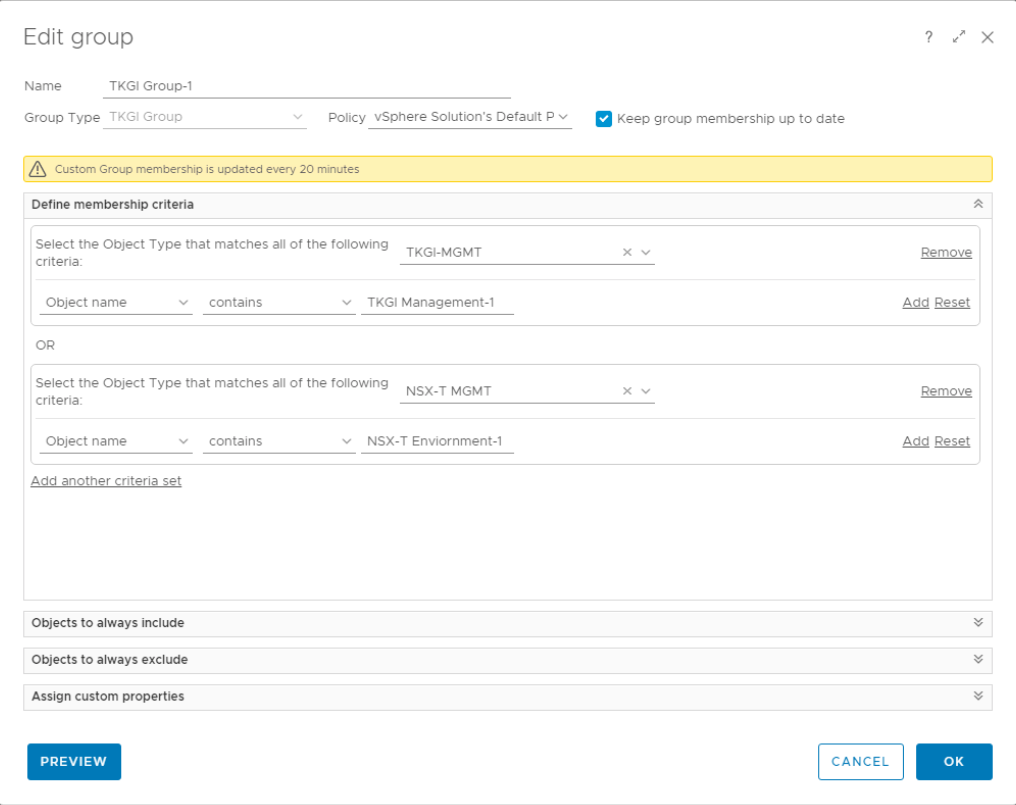 Edit group
?
Name TKGI Group-1
Group Type TKGI Group Policy vSphere Solution's Default P Keep group membership up to date
Custom Group membership is updated every 20 minutes
Define membership criteria
Select the Object Type that matches all of the following
criteria:
TKGI-MGMT
Remove
Object name contains TKGI Management-1 Add Reset
OR
Select the Object Type that matches all of the following
criteria:
NSX-T MGMT
Remove
Object name contains NSX-T Enviornment-1 Add Reset
Add another criteria set
Objects to always include
Objects to always exclude
Assign custom properties
PREVIEW CANCEL OK